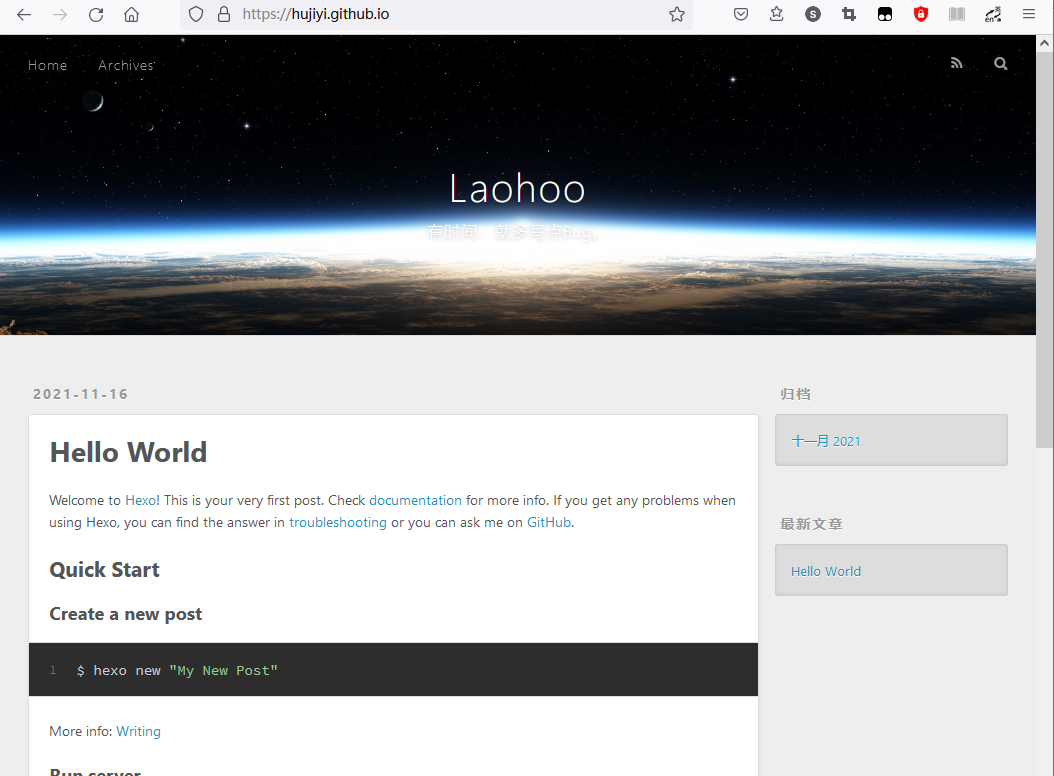 https://hujiyi.github.io
Home Archives
Laohoo
有时间，就多写点Bug。
2021-11-16
Hello World
Welcome to Hexo! This is your very first post. Check documentation for more info. If you get any problems when
using Hexo, you can find the answer in troubleshooting or you can ask me on GitHub.
Quick Start
Create a new post
1 $ hexo new "My New Post"
More info: Writing
Run server
归档
十一月 2021
最新文章
Hello World